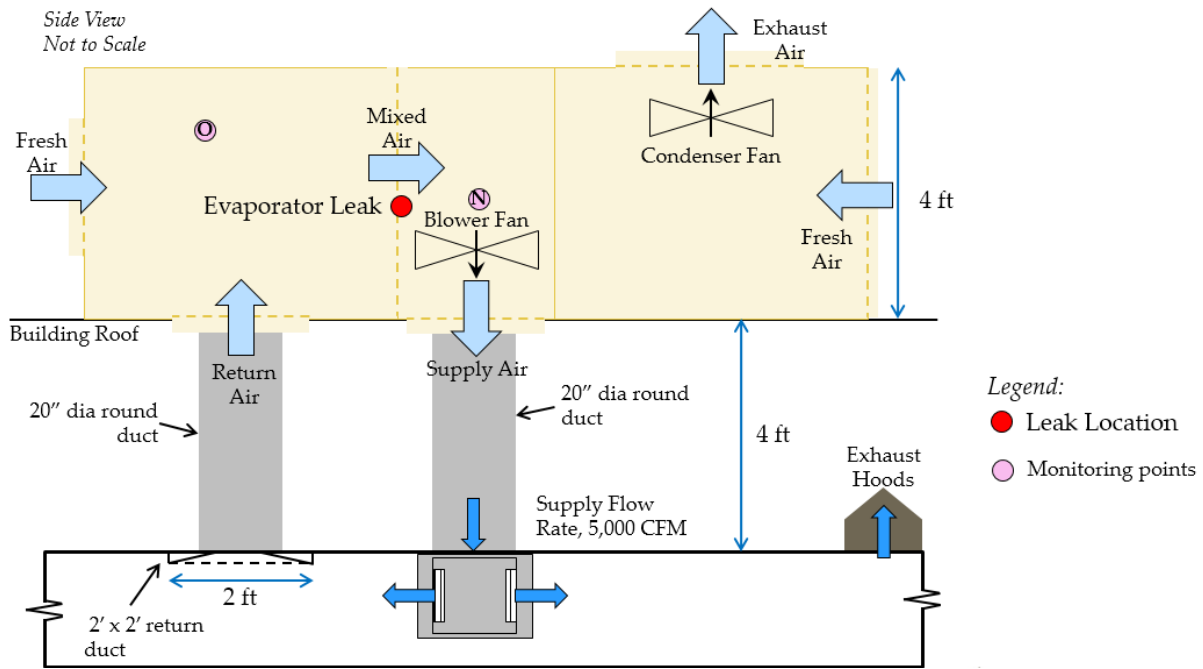 Side View
Not to Scale
Exhaust
Air
Fresh
Air
O
Mixed
Air
Condenser Fan
Evaporator Leak
N
Blower Fan
Fresh
Air
4 ft
Building Roof
Return
Air
Supply Air
20” dia round
duct
20” dia round
duct
4 ft
Legend:
Leak Location
Monitoring points
Exhaust
Hoods
Supply Flow
Rate, 5,000 CFM
2 ft
2’ x 2’ return
duct